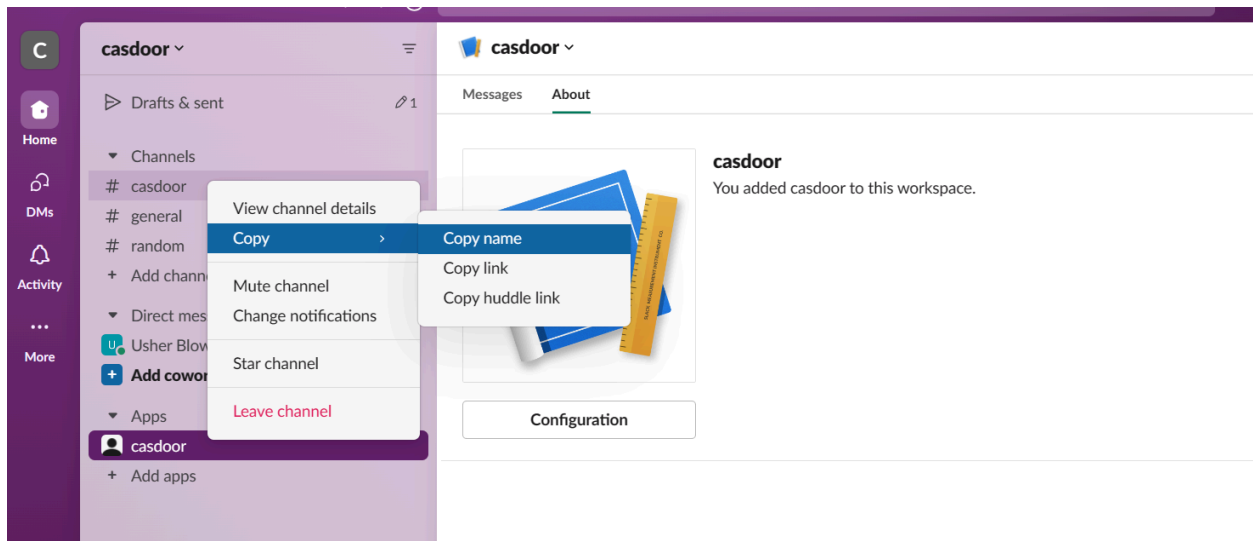 C
Home
DMs
Activity
More
casdoor
Drafts & sent
1
Channels
# casdoor
# general
# random
+ Add chann
Direct mes
U Usher Blow
+ Add cowor
Apps
casdoor
+ Add apps
View channel details
Copy
Mute channel
Change notifications
Star channel
Leave channel
Copy name
Copy link
Copy huddle link
casdoor
Messages About
casdoor
You added casdoor to this workspace.
Configuration